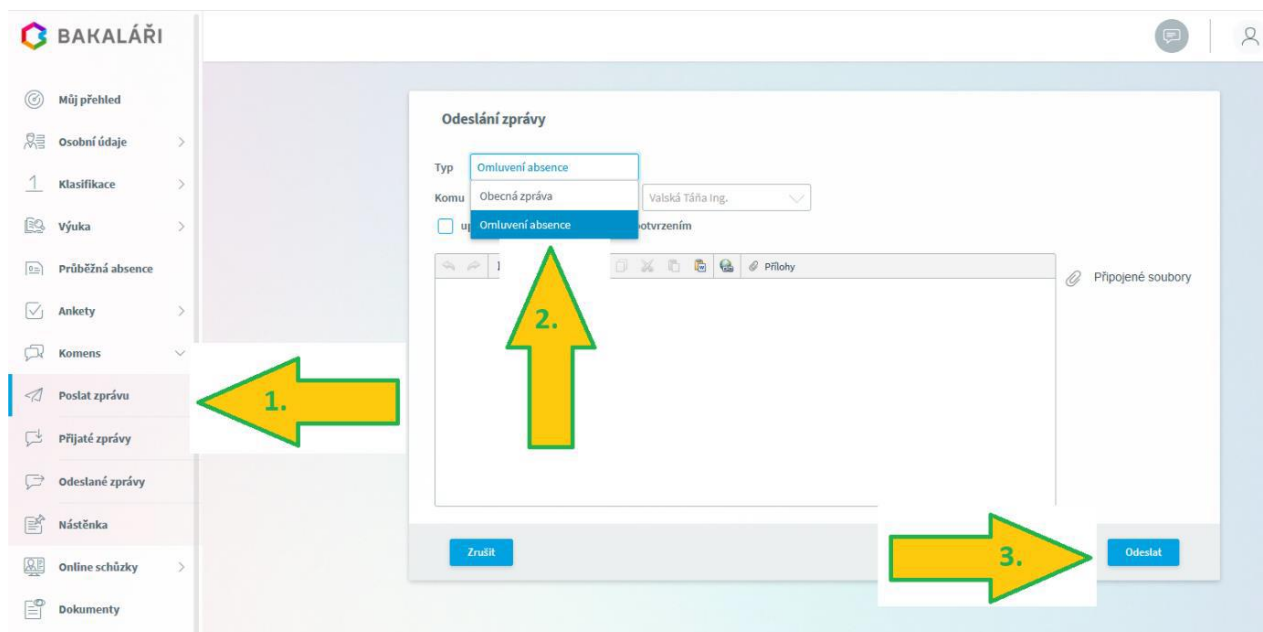 BAKALÁŘI
Můj přehled
Osobní údaje
Klasifikace
Výuka
Průběžná absence
Ankety
Komens
Poslat zprávu
Přijaté zprávy
Odeslané zprávy
Nástěnka
Online schůzky
Dokumenty
1.
Odeslání zprávy
Typ Omluvení absence
Obecná zpráva
Komu Valská Táňa Ing.
Omluvení absence
Přílohy
Připojené soubory
2.
Zrušit
3.
Odeslat